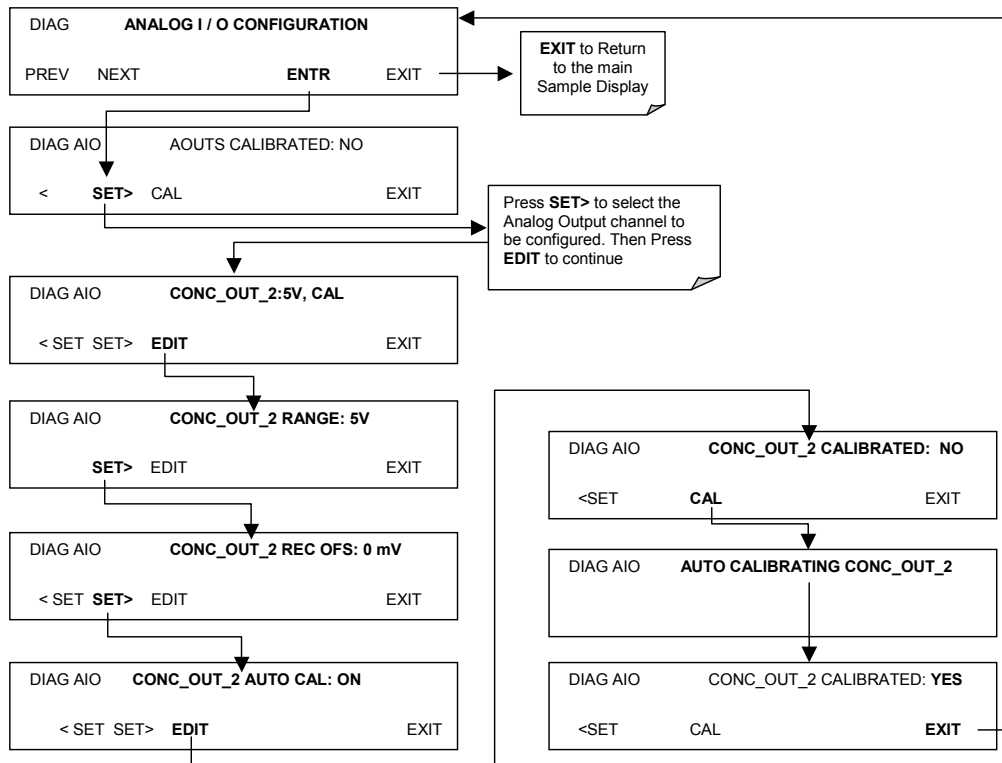 DIAG ANALOG I / O CONFIGURATION
PREV NEXT ENTR EXIT
EXIT to Return
to the main
Sample Display
DIAG AIO AOUTS CALIBRATED: NO
< SET> CAL EXIT
Press SET> to select the
Analog Output channel to
be configured. Then Press
EDIT to continue
DIAG AIO CONC_OUT_2:5V, CAL
< SET SET> EDIT EXIT
DIAG AIO CONC_OUT_2 RANGE: 5V
SET> EDIT EXIT
DIAG AIO CONC_OUT_2 REC OFS: 0 mV
< SET SET> EDIT EXIT
DIAG AIO CONC_OUT_2 AUTO CAL: ON
< SET SET> EDIT EXIT
DIAG AIO CONC_OUT_2 CALIBRATED: NO
<SET CAL EXIT
DIAG AIO AUTO CALIBRATING CONC_OUT_2
DIAG AIO CONC_OUT_2 CALIBRATED: YES
<SET CAL EXIT